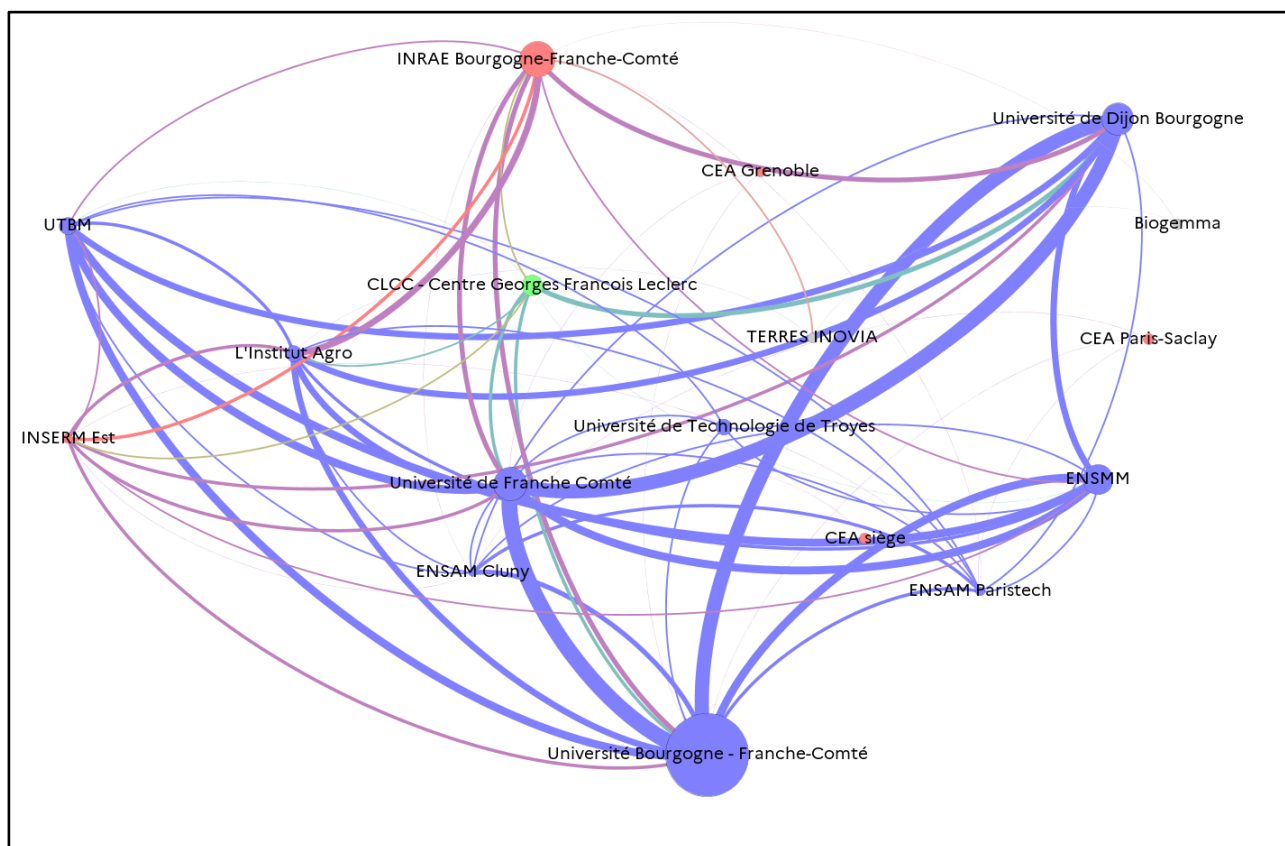 INRAE Bourgogne-Franche-Comté
Université de Dijon Bourgogne
CEA Grenoble
UTBM
Biogemma
CLCC - Centre Georges Francois Leclerc
TERRES INOVIA
CEA Paris-Saclay
L'Institut Agro
Université de Technologie de Troyes
INSERM Est
Université de Franche Comté
ENSMM
CEA siège
ENSAM Cluny
ENSAM Paristech
Université Bourgogne - Franche-Comté